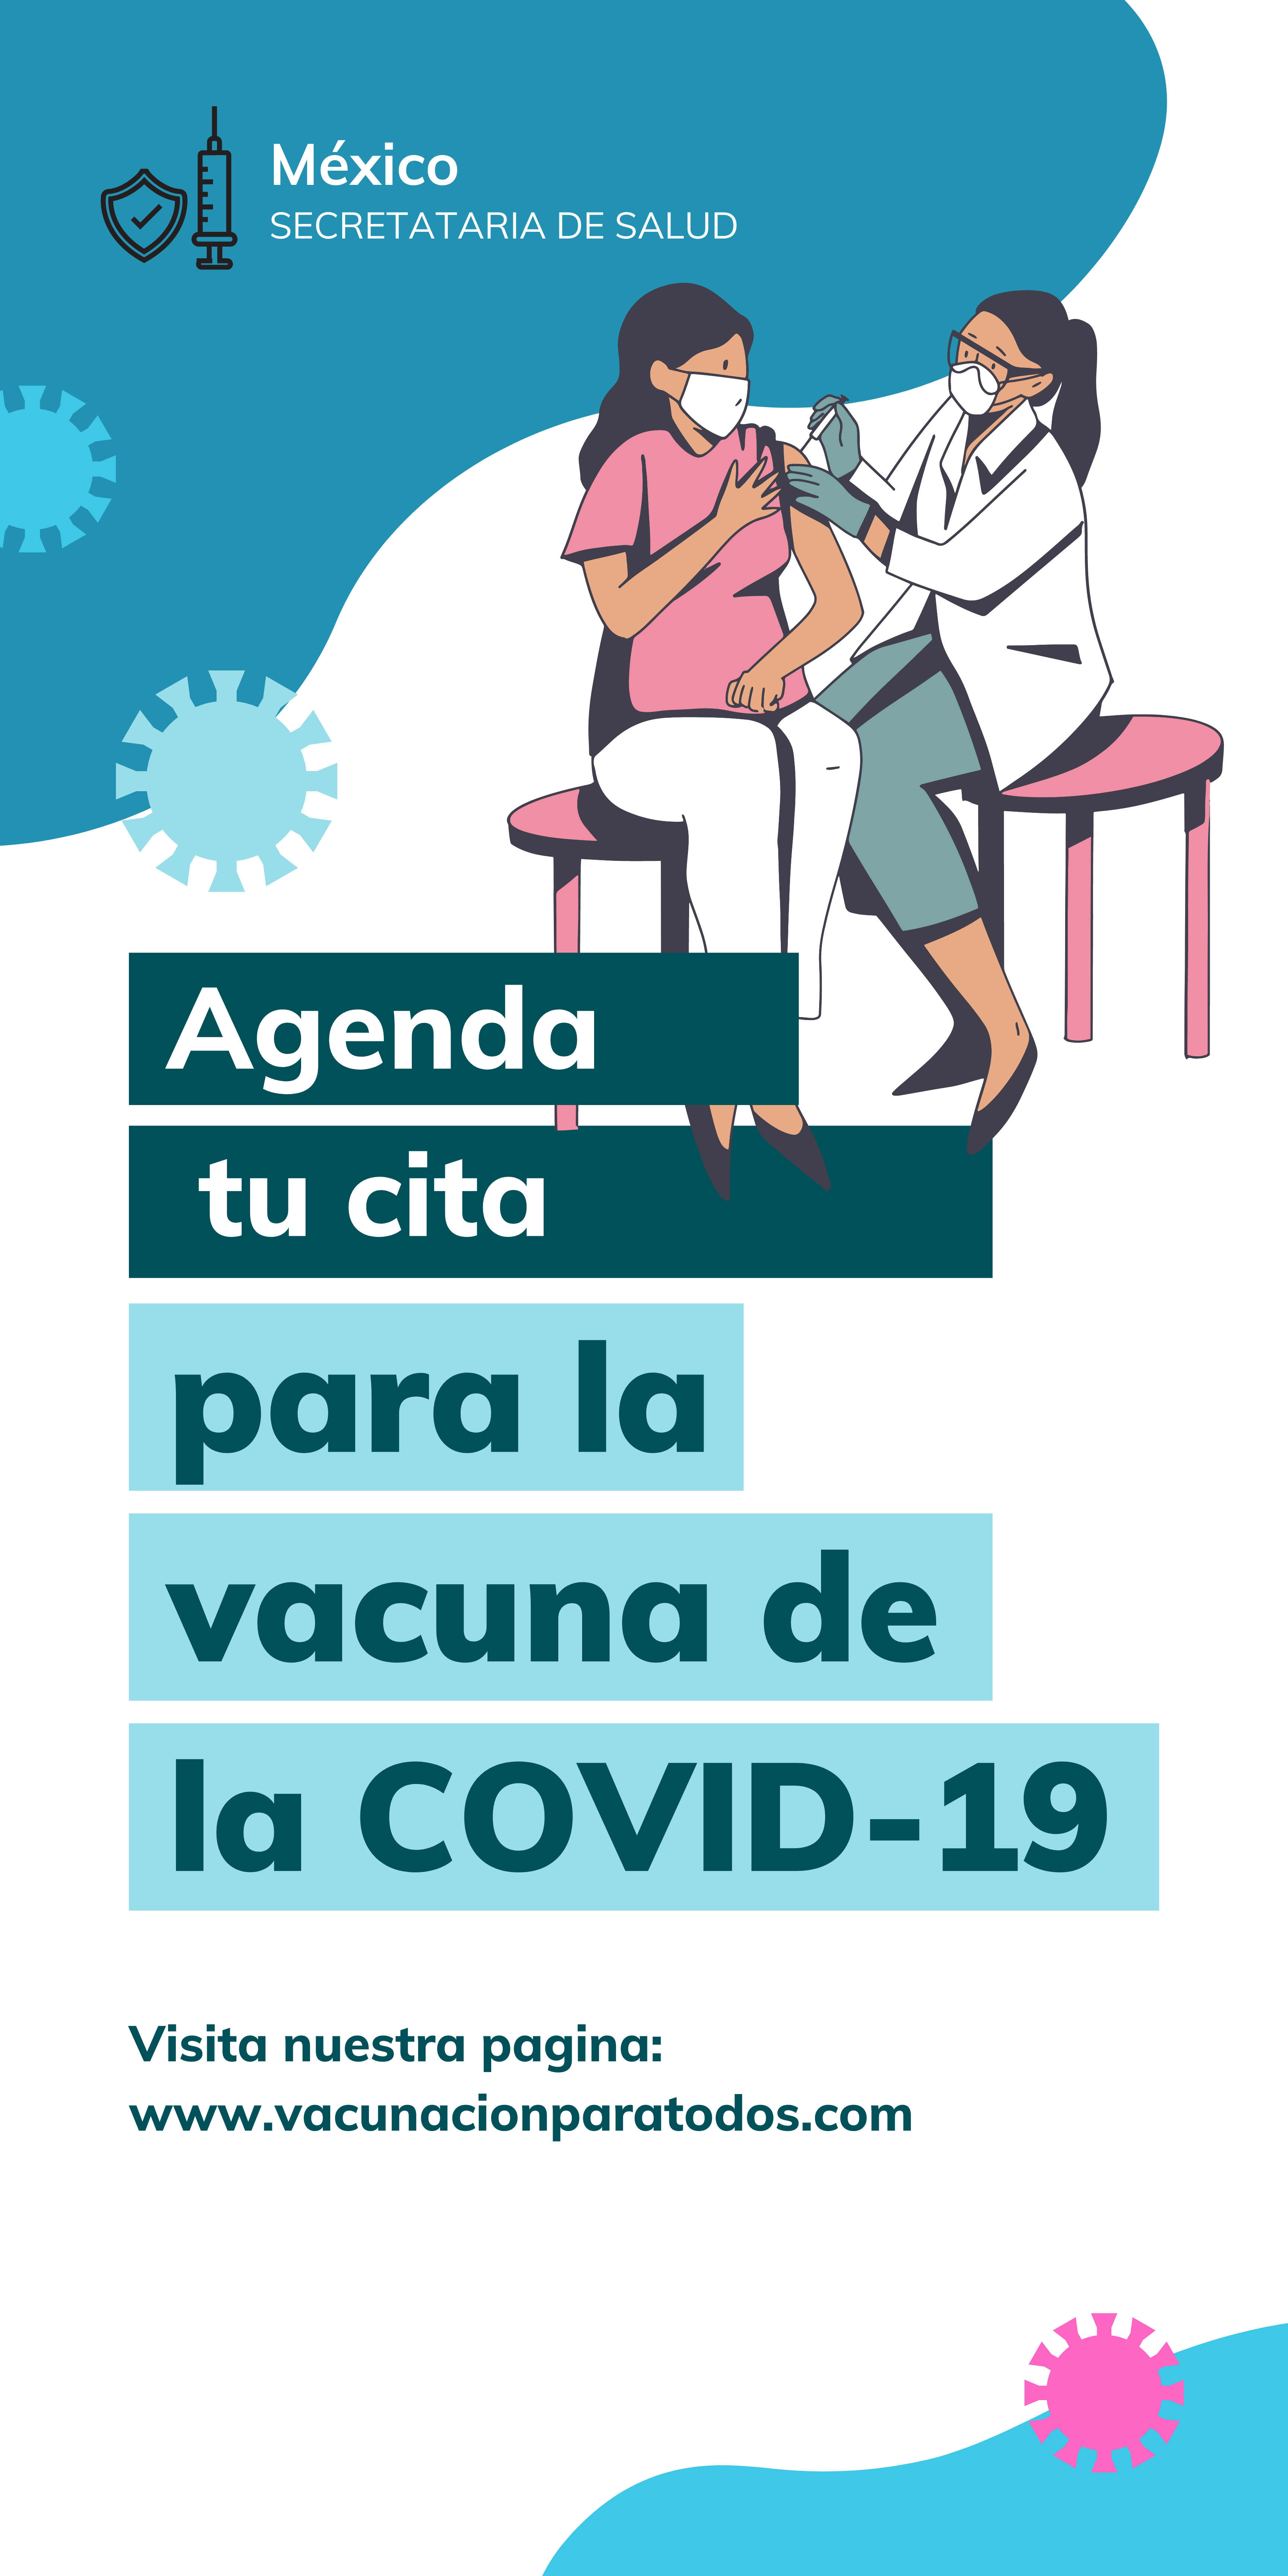 México
SECRETATARIA DE SALUD
Agenda
tu cita
para la
vacuna de
la COVID-19
Visita nuestra pagina:
www.vacunacionparatodos.com